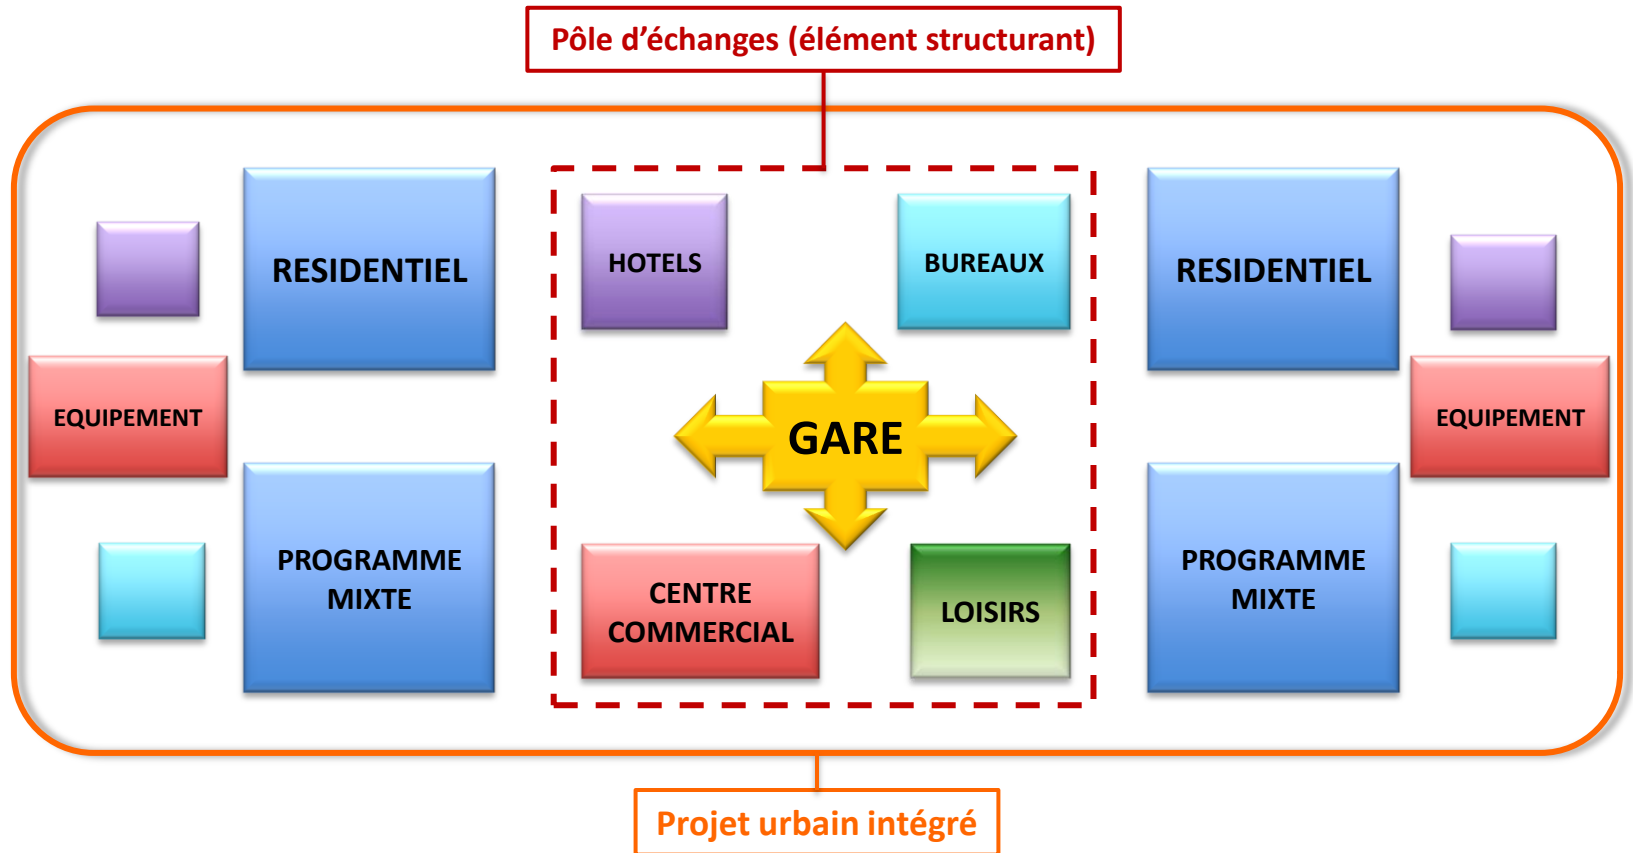 Pôle d’échanges (élément structurant)
RESIDENTIEL
HOTELS
BUREAUX
RESIDENTIEL
EQUIPEMENT
GARE
EQUIPEMENT
PROGRAMME
MIXTE
CENTRE
COMMERCIAL
LOISIRS
PROGRAMME
MIXTE
Projet urbain intégré